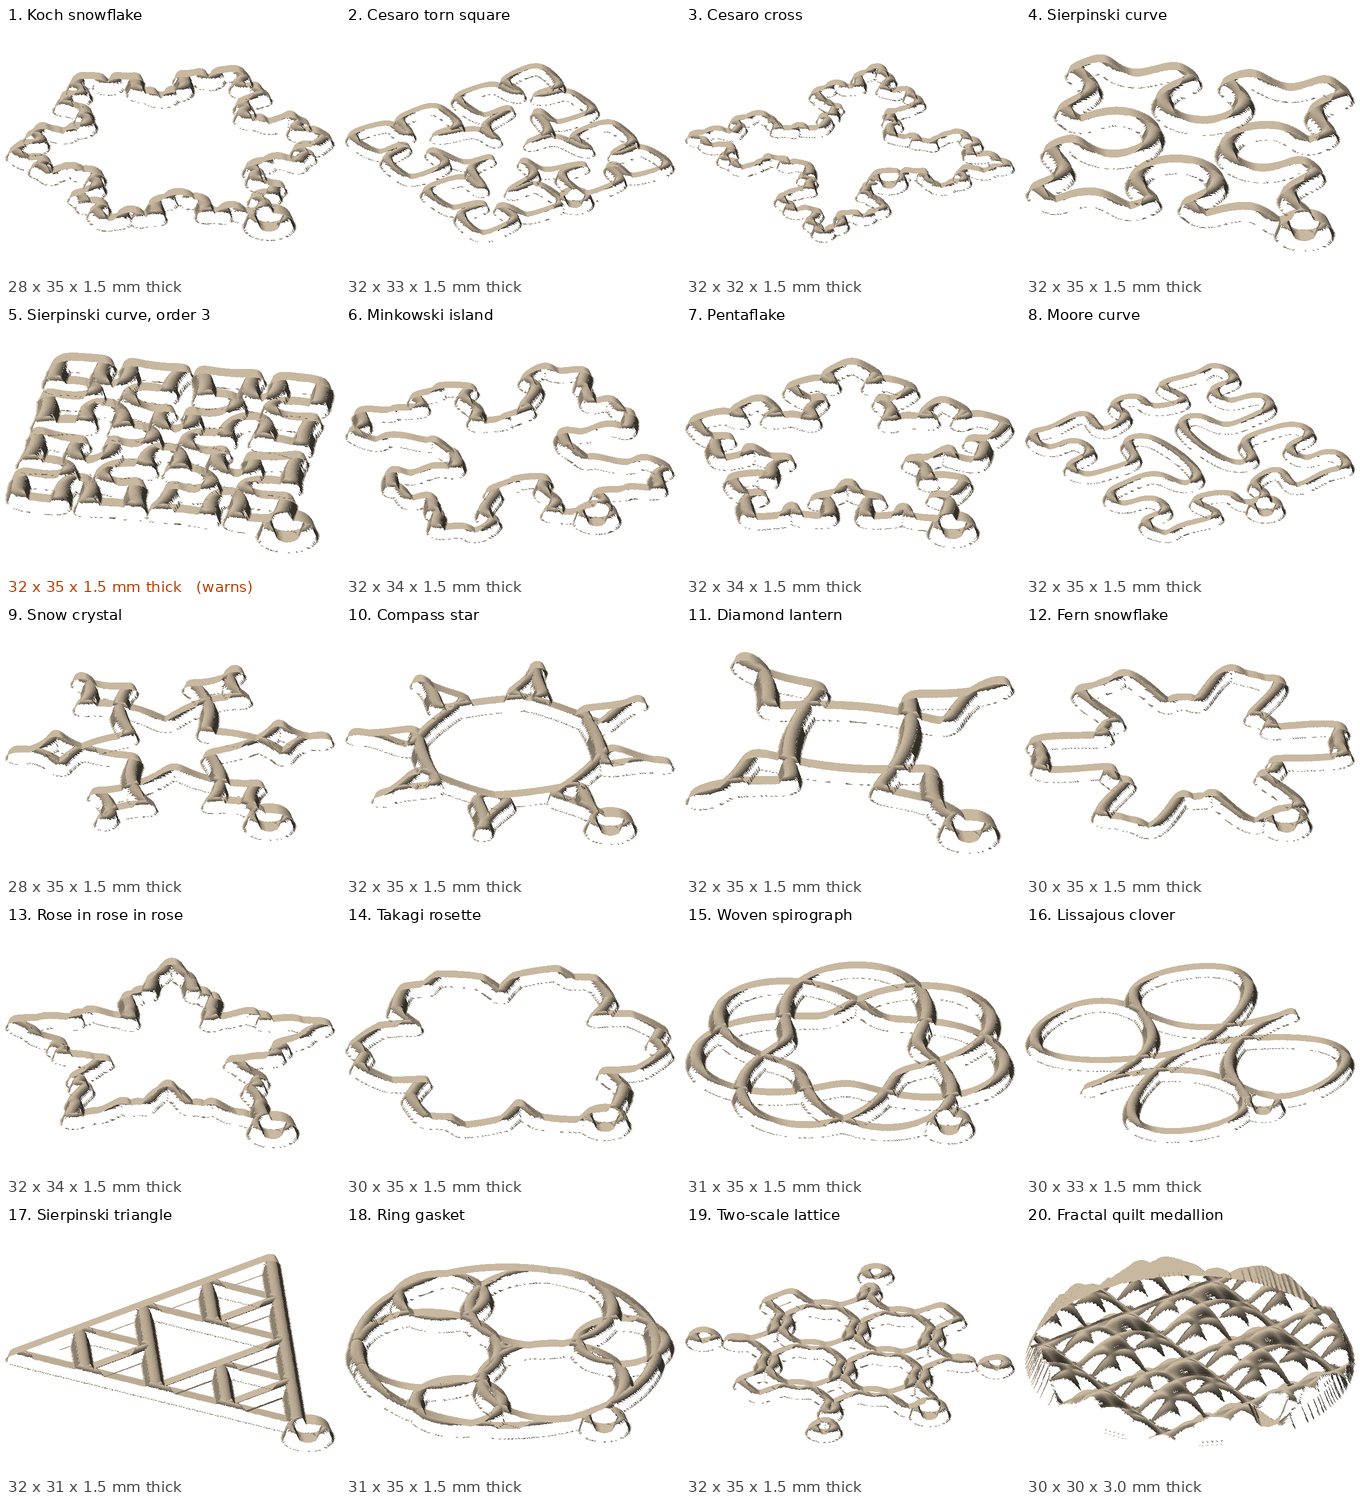 1. Koch snowflake
2. Cesaro torn square
3. Cesaro cross
4. Sierpinski curve
28 x 35 x 1.5 mm thick
32 x 33 x 1.5 mm thick
32 x 32 x 1.5 mm thick
32 x 35 x 1.5 mm thick
5. Sierpinski curve, order 3
6. Minkowski island
7. Pentaflake
8. Moore curve
32 x 35 x 1.5 mm thick (warns)
32 x 34 x 1.5 mm thick
32 x 34 x 1.5 mm thick
32 x 35 x 1.5 mm thick
9. Snow crystal
10. Compass star
11. Diamond lantern
12. Fern snowflake
28 x 35 x 1.5 mm thick
32 x 35 x 1.5 mm thick
32 x 35 x 1.5 mm thick
30 x 35 x 1.5 mm thick
13. Rose in rose in rose
14. Takagi rosette
15. Woven spirograph
16. Lissajous clover
32 x 34 x 1.5 mm thick
30 x 35 x 1.5 mm thick
31 x 35 x 1.5 mm thick
30 x 33 x 1.5 mm thick
17. Sierpinski triangle
18. Ring gasket
19. Two-scale lattice
20. Fractal quilt medallion
32 x 31 x 1.5 mm thick
31 x 35 x 1.5 mm thick
32 x 35 x 1.5 mm thick
30 x 30 x 3.0 mm thick